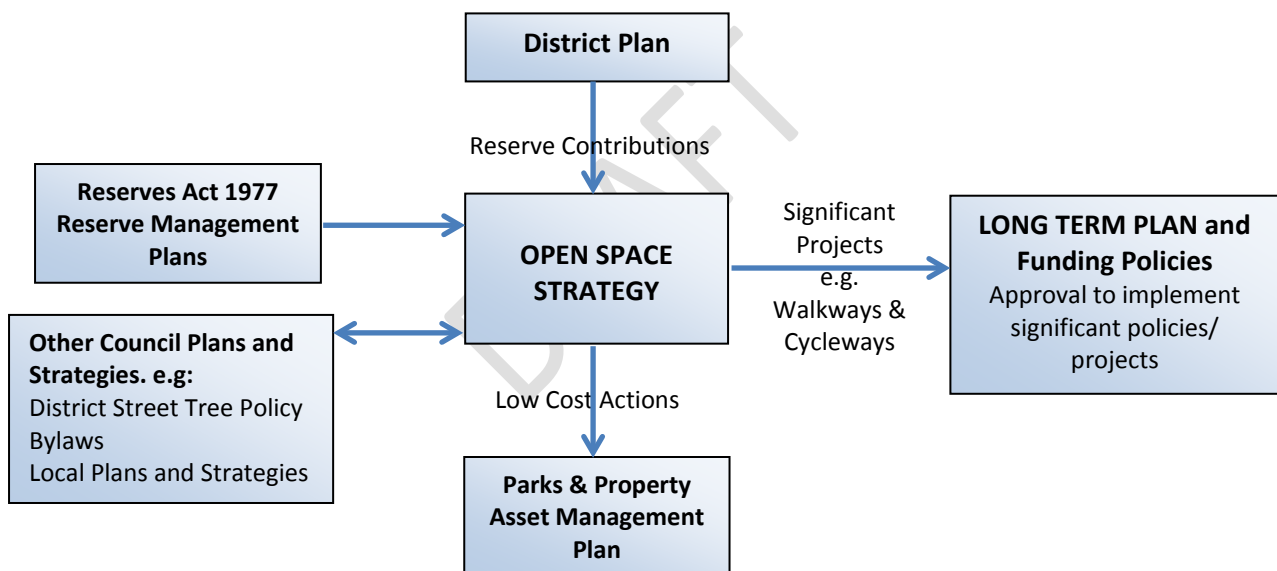 District Plan
Reserve Contributions
Reserves Act 1977
Reserve Management
Plans
OPEN SPACE
STRATEGY
Significant
Projects
e.g.
Walkways &
Cycleways
LONG TERM PLAN and
Funding Policies
Approval to implement
significant policies/
projects
Other Council Plans and
Strategies. e.g:
District Street Tree Policy
Bylaws
Local Plans and Strategies
Low Cost Actions
Parks & Property
Asset Management
Plan
DRAFT